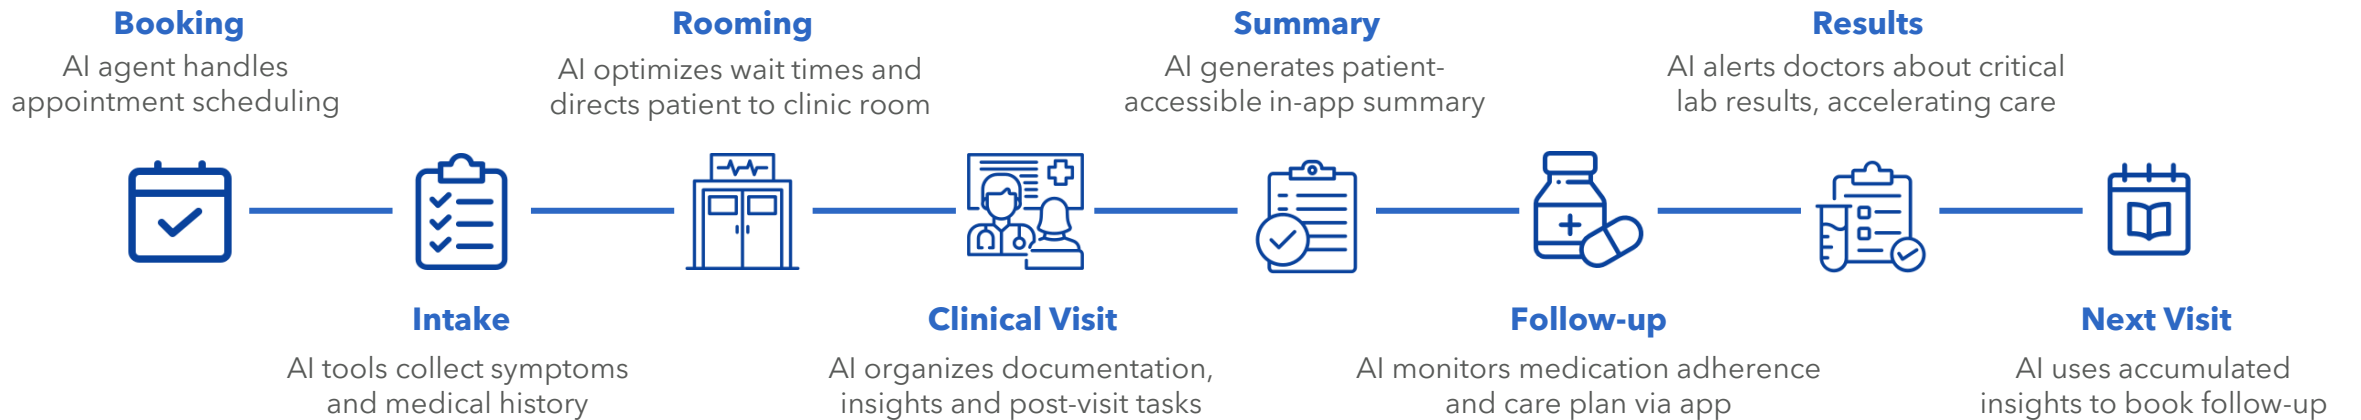 Booking
AI agent handles
appointment scheduling
Intake
AI tools collect symptoms
and medical history
Rooming
AI optimizes wait times and
directs patient to clinic room
Clinical Visit
AI organizes documentation,
insights and post-visit tasks
Summary
AI generates patient-
accessible in-app summary
Follow-up
AI monitors medication adherence
and care plan via app
Results
AI alerts doctors about critical
lab results, accelerating care
Next Visit
AI uses accumulated
insights to book follow-up